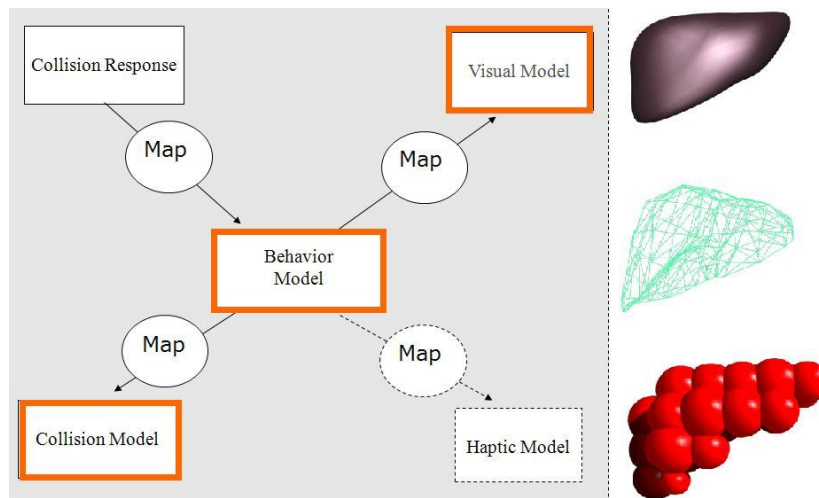 Collision Response
Visual Model
Map
Map
Behavior
Model
Map
Map
Collision Model
Haptic Model